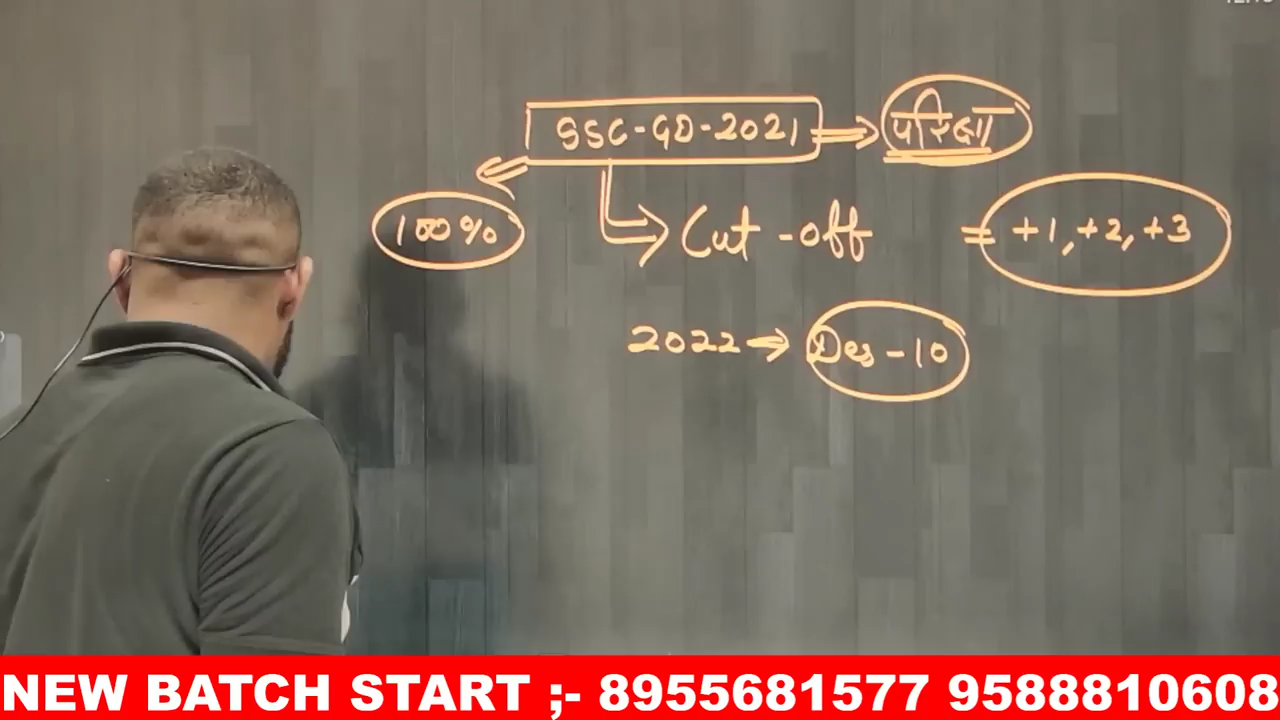 SSC-GD-2021 परिक्षा
100% Cut-off = +1, +2, +3
2022 → Des-10
NEW BATCH START ;- 8955681577 9588810608